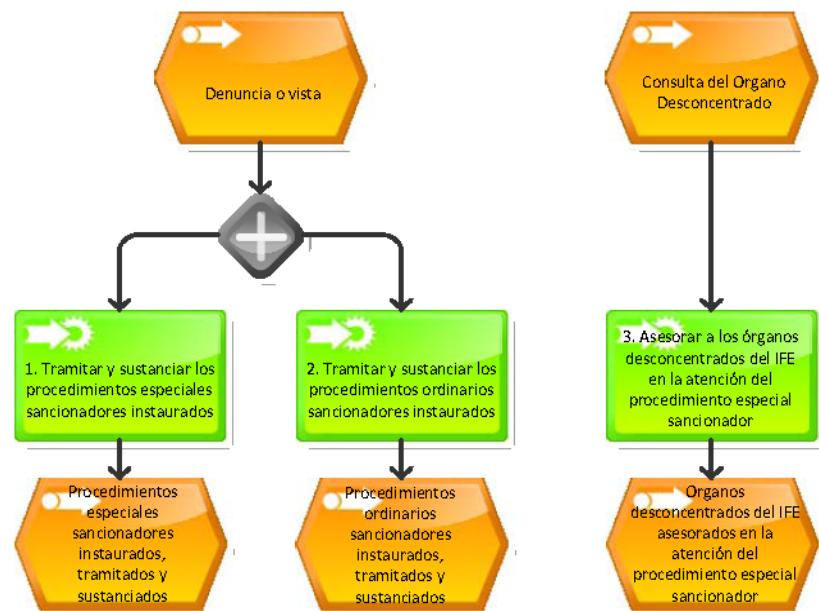 Denuncia o vista
Consulta del Organo
Desconcentrado
1. Tramitar y sustanciar los
procedimientos especiales
sancionadores instaurados
2. Tramitar y sustanciar los
procedimientos ordinarios
sancionadores instaurados
3. Asesorar a los órganos
desconcentrados del IFE
en la atención del
procedimiento especial
sancionador
Procedimientos
especiales
sancionadores
instaurados,
tramitados y
sustanciados
Procedimientos
ordinarios
sancionadores
instaurados,
tramitados y
sustanciados
Organos
desconcentrados del IFE
asesorados en la
atención del
procedimiento especial
sancionador